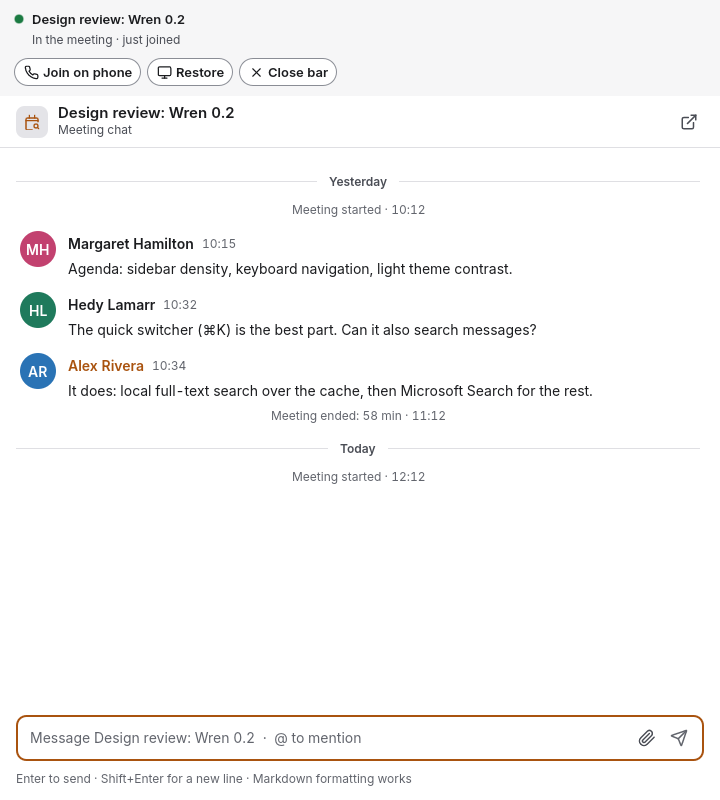 Design review: Wren 0.2
In the meeting · just joined
Join on phone
Restore
Close bar
Design review: Wren 0.2
Meeting chat
Yesterday
Meeting started · 10:12
MH
Margaret Hamilton 10:15
Agenda: sidebar density, keyboard navigation, light theme contrast.
HL
Hedy Lamarr 10:32
The quick switcher (⌘K) is the best part. Can it also search messages?
AR
Alex Rivera 10:34
It does: local full-text search over the cache, then Microsoft Search for the rest.
Meeting ended: 58 min · 11:12
Today
Meeting started · 12:12
Message Design review: Wren 0.2 · @ to mention
Enter to send · Shift+Enter for a new line · Markdown formatting works